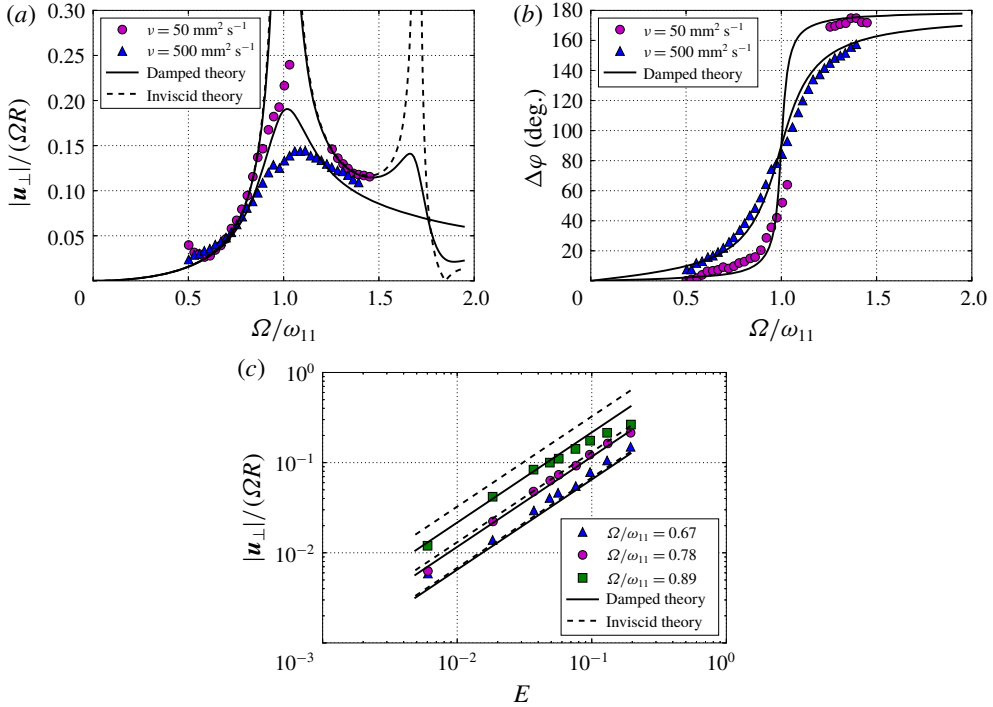 (a)
0.30
0.25
0.20
0.15
0.10
0.05
|u⊥|/(ΩR)
ν = 50 mm² s⁻¹
ν = 500 mm² s⁻¹
Damped theory
Inviscid theory
0 0.5 1.0 1.5 2.0
Ω/ω₁₁
(b)
180
160
140
120
100
80
60
40
20
Δφ (deg.)
ν = 50 mm² s⁻¹
ν = 500 mm² s⁻¹
Damped theory
0 0.5 1.0 1.5 2.0
Ω/ω₁₁
(c)
10⁰
10⁻¹
10⁻²
10⁻³
|u⊥|/(ΩR)
Ω/ω₁₁ = 0.67
Ω/ω₁₁ = 0.78
Ω/ω₁₁ = 0.89
Damped theory
Inviscid theory
10⁻² 10⁻¹ 10⁰
E